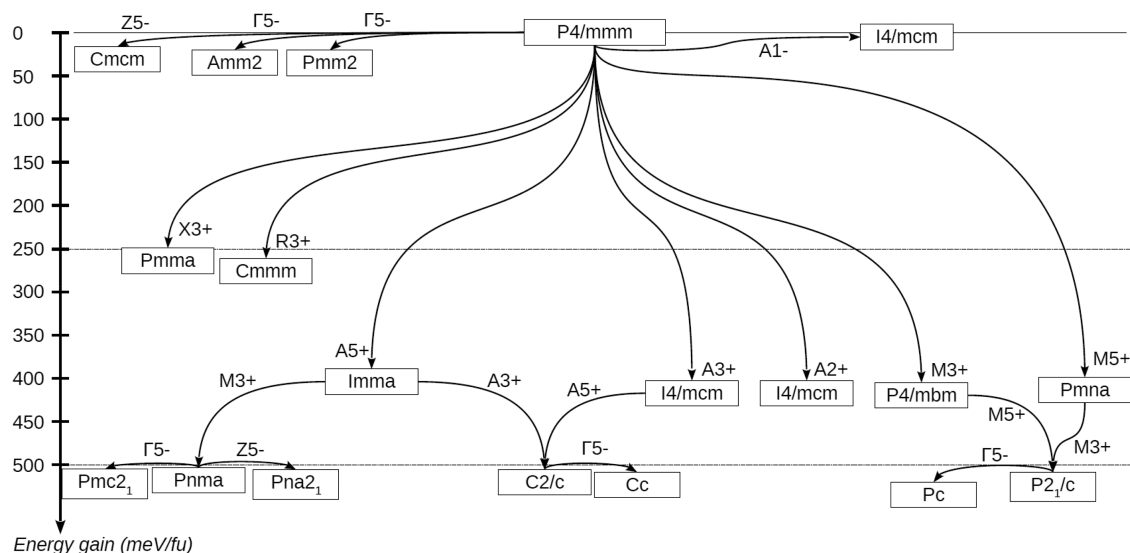 Z5-
Γ5-
Γ5-
P4/mmm
0
Cmcm
Amm2
Pmm2
A1-
I4/mcm
50
100
150
200
X3+
R3+
250
Pmma
Cmmm
300
350
A5+
A3+
A2+
M3+
M5+
400
M3+
Imma
A3+
A5+
I4/mcm
I4/mcm
P4/mbm
Pmna
450
M5+
M3+
500
Γ5-
Z5-
Γ5-
Γ5-
Pmc2₁
Pnma
Pna2₁
C2/c
Cc
Pc
P2₁/c
Energy gain (meV/fu)